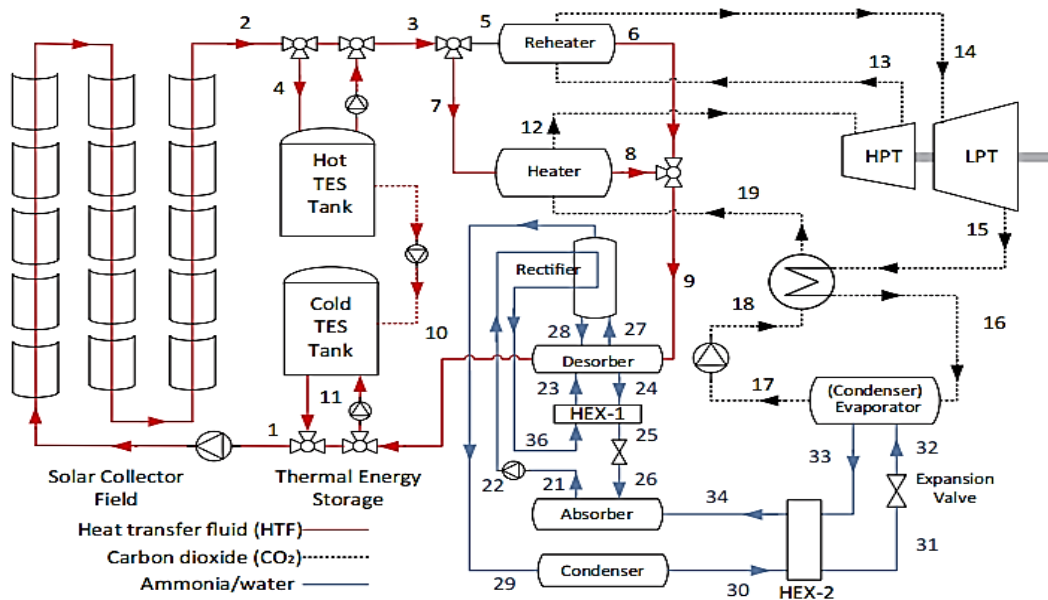 2
3
5
Reheater
6
14
4
7
13
12
HPT
LPT
Hot
TES
Tank
Heater
8
19
15
Rectifier
9
Cold
TES
Tank
10
18
16
28
27
Desorber
17
(Condenser)
Evaporator
11
23
24
HEX-1
1
36
25
33
32
Solar Collector
Field
Thermal Energy
Storage
22
21
26
34
Expansion
Valve
Absorber
31
Heat transfer fluid (HTF)
Carbon dioxide (CO₂)
Ammonia/water
29
Condenser
30
HEX-2